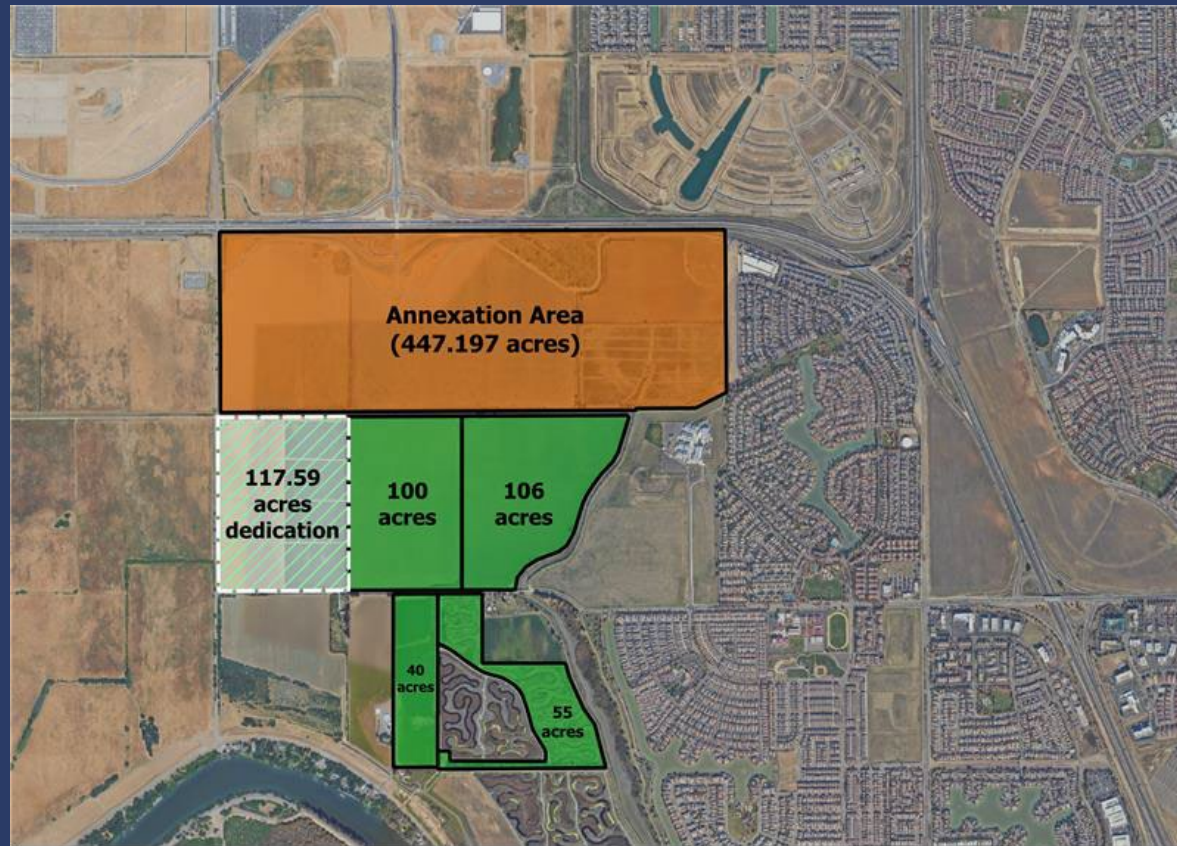 Annexation Area
(447.197 acres)
117.59
acres
dedication
100
acres
106
acres
40
acres
55
acres